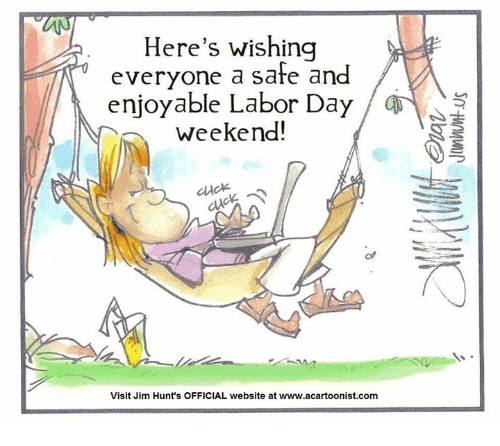 Here's wishing
everyone a safe and
enjoyable Labor Day
weekend!
CLICK
CLICK
JIMHUNT.US
Visit Jim Hunt's OFFICIAL website at www.acartoonist.com